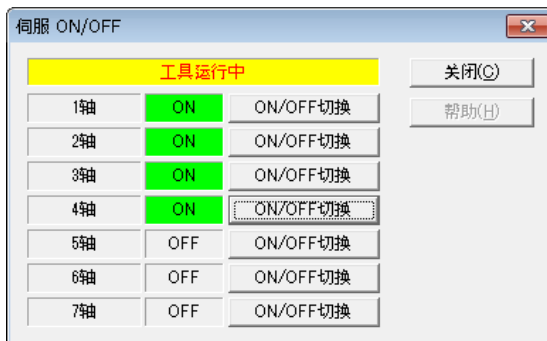 伺服 ON/OFF
工具运行中 关闭(C)
1轴 ON ON/OFF切换 帮助(H)
2轴 ON ON/OFF切换
3轴 ON ON/OFF切换
4轴 ON ON/OFF切换
5轴 OFF ON/OFF切换
6轴 OFF ON/OFF切换
7轴 OFF ON/OFF切换